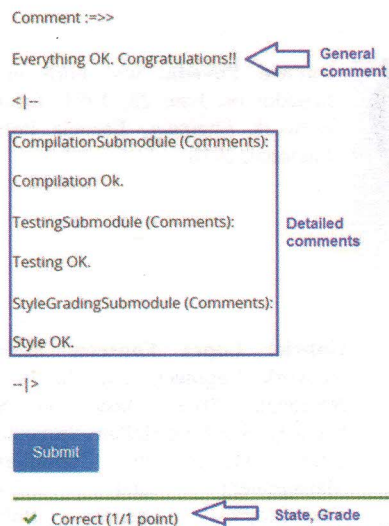 Comment :=>>
Everything OK. Congratulations!!
General
comment
<|--
CompilationSubmodule (Comments):
Compilation Ok.
TestingSubmodule (Comments):
Testing OK.
StyleGradingSubmodule (Comments):
Style OK.
Detailed
comments
--|>
Submit
Correct (1/1 point)
State, Grade